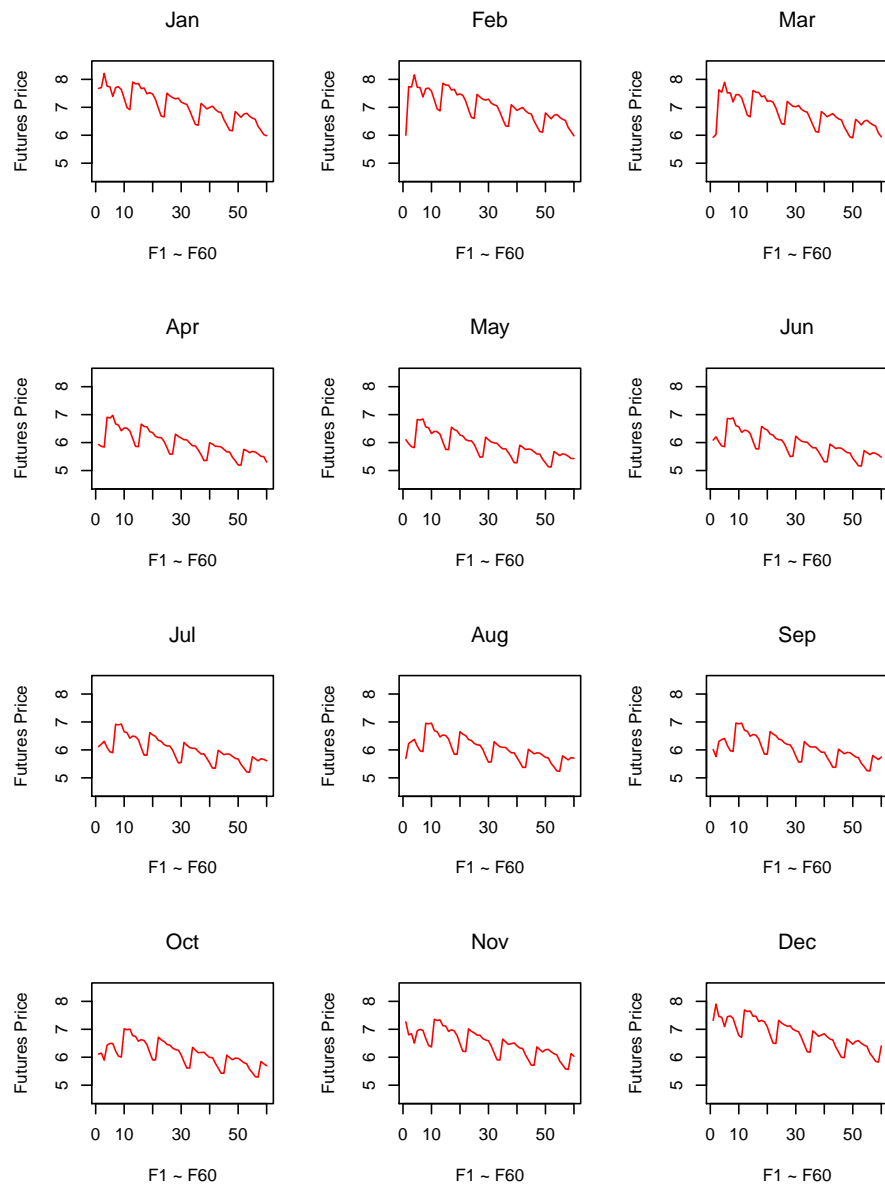 Jan Feb Mar
Futures Price Futures Price Futures Price
8 8 8
7 7 7
6 6 6
5 5 5
0 10 30 50 0 10 30 50 0 10 30 50
F1 ~ F60 F1 ~ F60 F1 ~ F60
Apr May Jun
Futures Price Futures Price Futures Price
8 8 8
7 7 7
6 6 6
5 5 5
0 10 30 50 0 10 30 50 0 10 30 50
F1 ~ F60 F1 ~ F60 F1 ~ F60
Jul Aug Sep
Futures Price Futures Price Futures Price
8 8 8
7 7 7
6 6 6
5 5 5
0 10 30 50 0 10 30 50 0 10 30 50
F1 ~ F60 F1 ~ F60 F1 ~ F60
Oct Nov Dec
Futures Price Futures Price Futures Price
8 8 8
7 7 7
6 6 6
5 5 5
0 10 30 50 0 10 30 50 0 10 30 50
F1 ~ F60 F1 ~ F60 F1 ~ F60